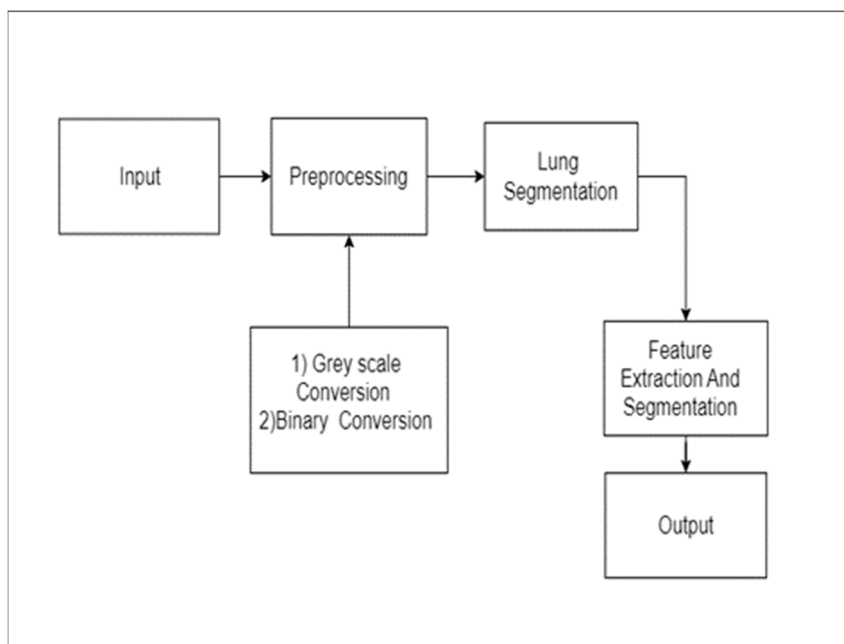 Input
Preprocessing
Lung
Segmentation
1) Grey scale
Conversion
2)Binary Conversion
Feature
Extraction And
Segmentation
Output